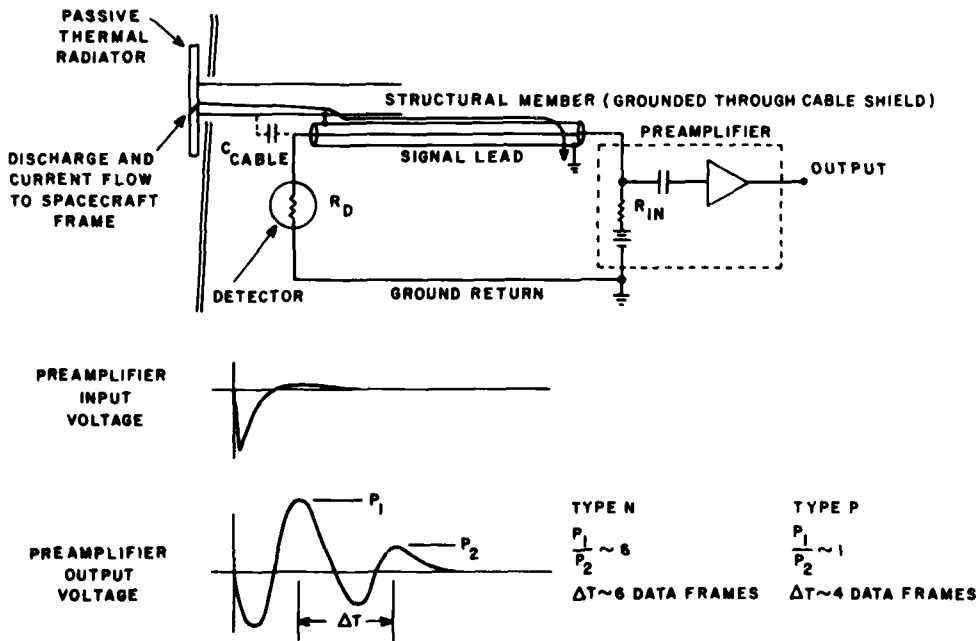 PASSIVE
THERMAL
RADIATOR
STRUCTURAL MEMBER (GROUNDED THROUGH CABLE SHIELD)
PREAMPLIFIER
C CABLE
SIGNAL LEAD
DISCHARGE AND
CURRENT FLOW
TO SPACECRAFT
FRAME
OUTPUT
R D
R IN
DETECTOR
GROUND RETURN
PREAMPLIFIER
INPUT
VOLTAGE
P1
P2
PREAMPLIFIER
OUTPUT
VOLTAGE
ΔT
TYPE N
P1/P2 ~ 6
ΔT~6 DATA FRAMES
TYPE P
P1/P2 ~ 1
ΔT~4 DATA FRAMES